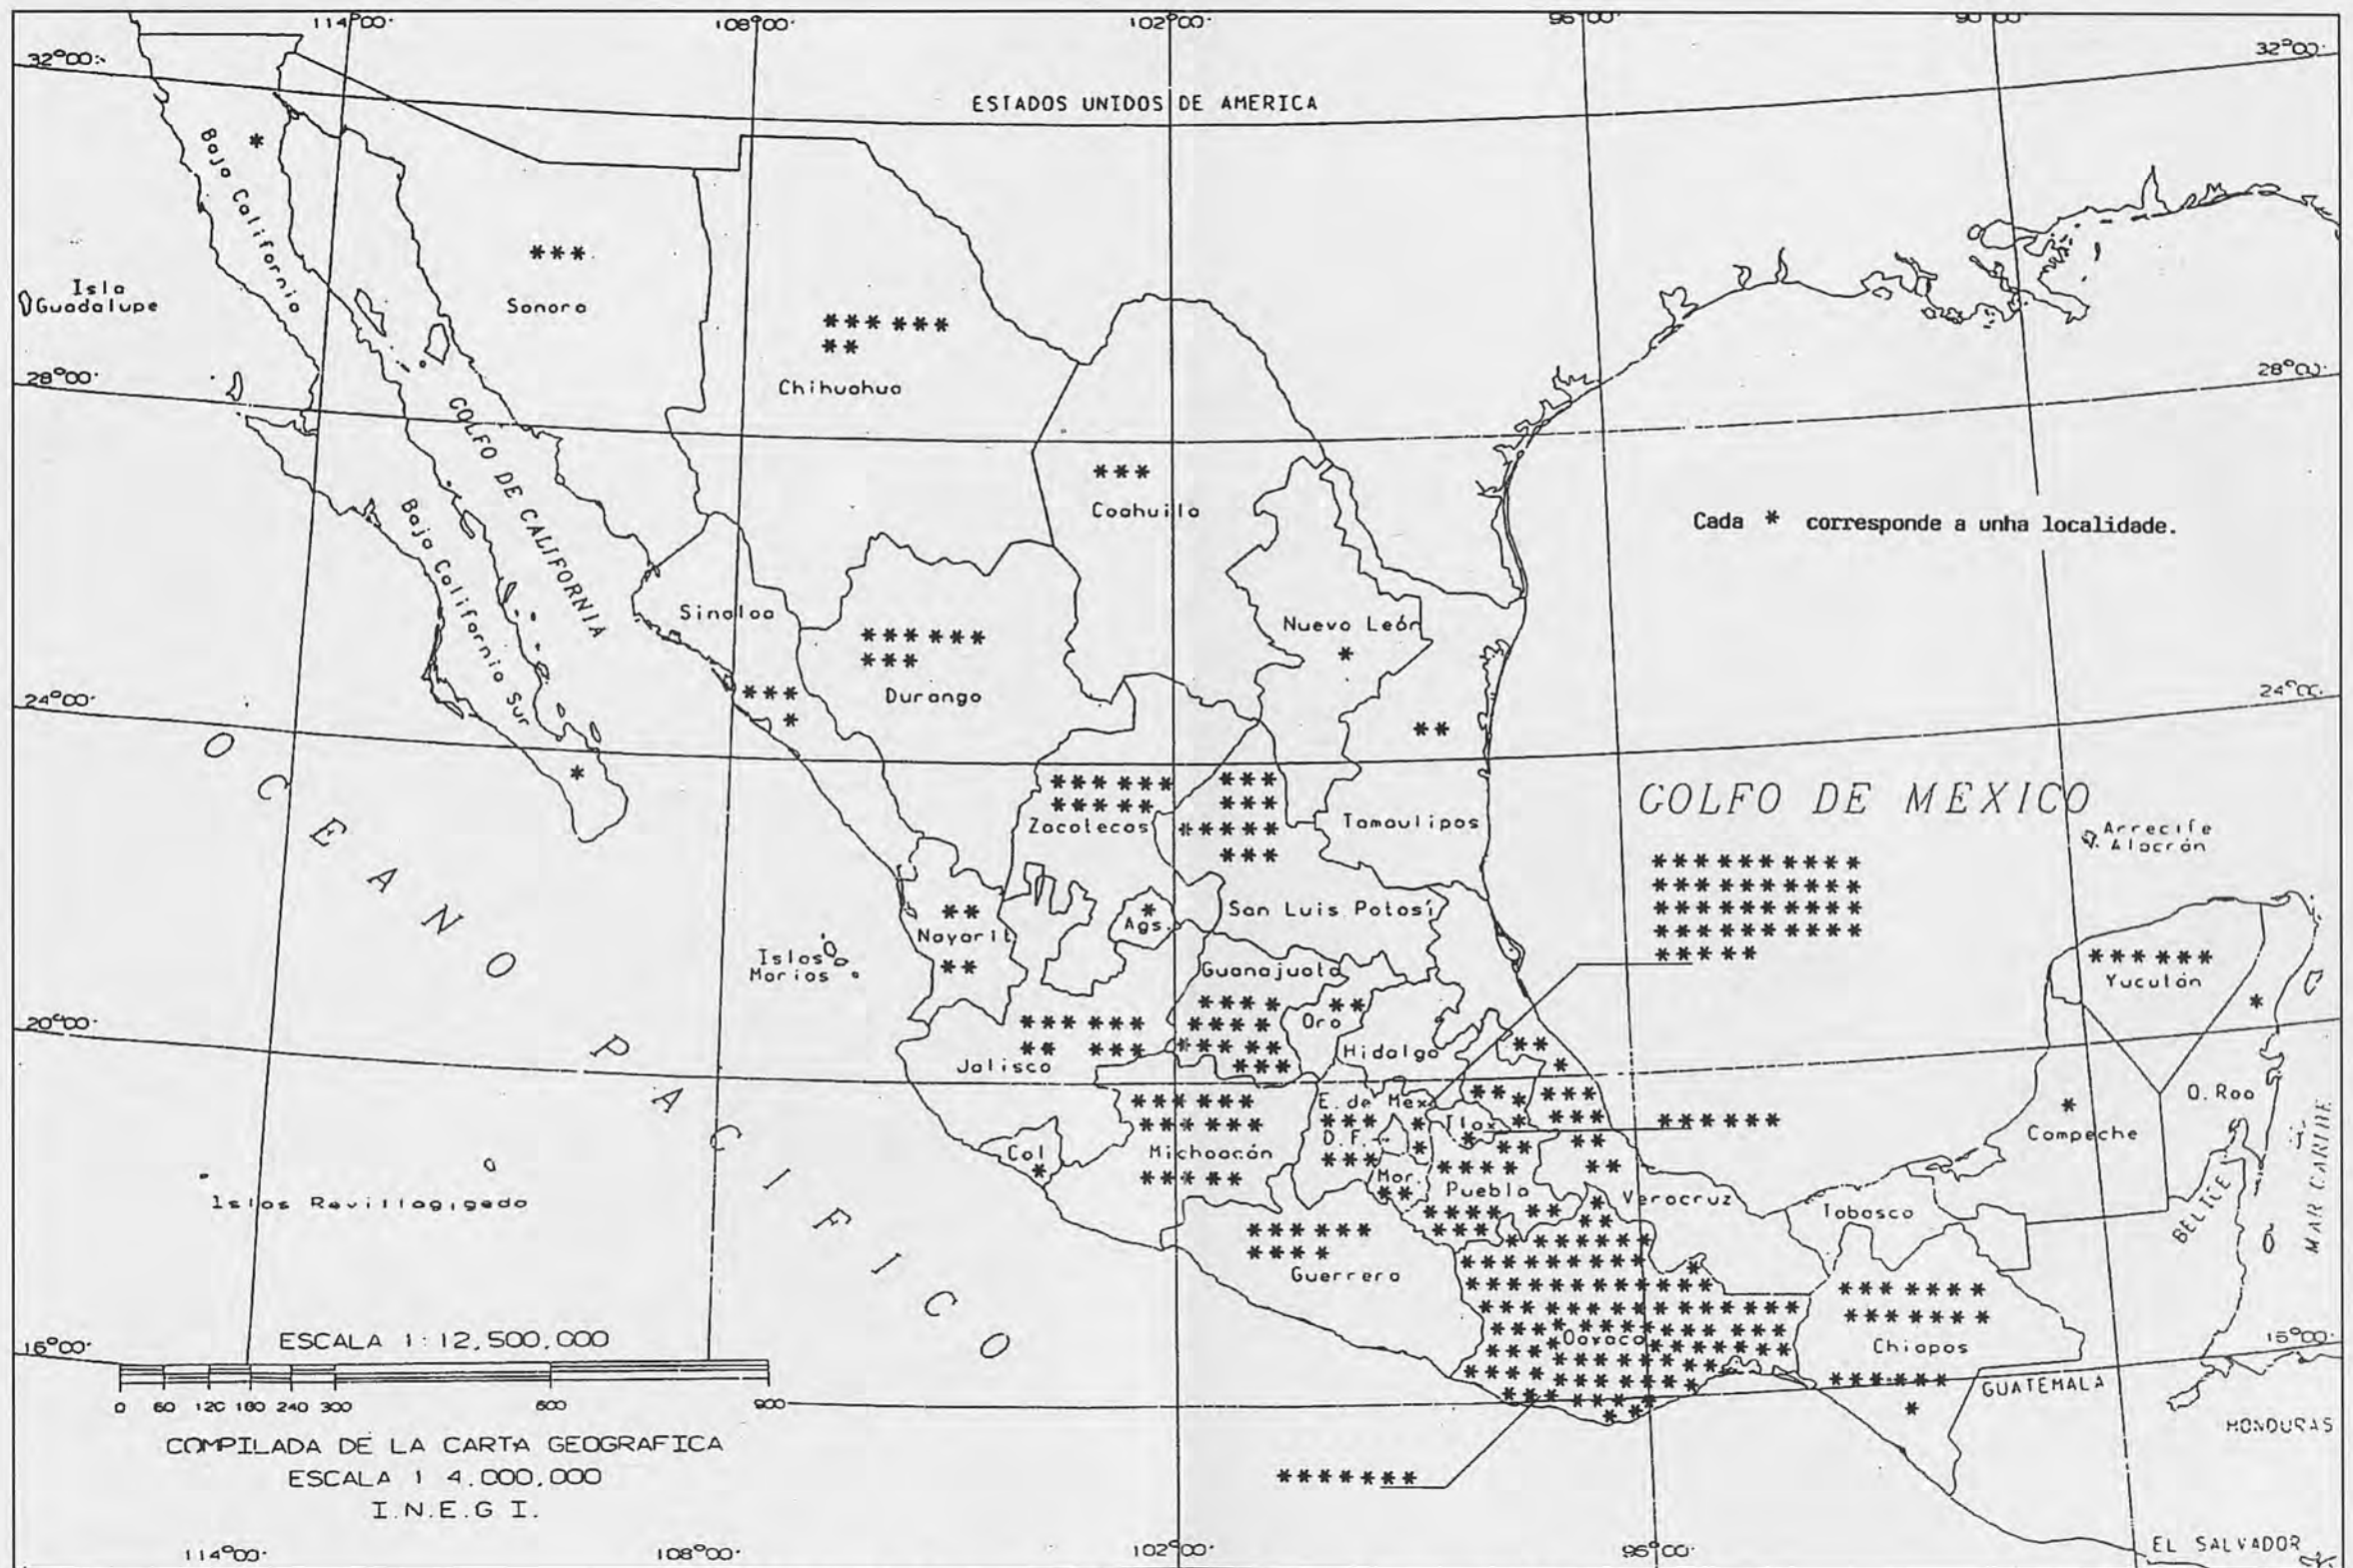 114°00'
108°00'
102°00'
96°00'
90°00'
32°00'
32°00'
ESTADOS UNIDOS DE AMERICA
Baja California
Isla
Guadalupe
Sonora
Chihuahua
28°00'
28°00'
GOLFO DE CALIFORNIA
Coahuila
Cada * corresponde a unha localidade.
Baja California Sur
Sinaloa
Nuevo León
Durango
24°00'
24°00'
OCEANO PACIFICO
GOLFO DE MEXICO
Zacatecas
Tamaulipas
Arrecife
Alacrán
San Luis Potosí
Ags.
Nayarit
Islas
Marias
Guanajuato
Yucatán
20°00'
Qro
Hidalgo
Jalisco
E. de Mex
Q. Roo
Tlax
D.F.
Campeche
Col
Michoacán
Mor.
Puebla
Veracruz
Tabasco
MAR CARIBE
BELICE
Islas Revillagigedo
Guerrero
Oaxaca
Chiapas
16°00'
16°00'
ESCALA 1:12,500,000
0 60 120 180 240 300 600 900
GUATEMALA
HONDURAS
COMPILADA DE LA CARTA GEOGRAFICA
ESCALA 1 4.000,000
I.N.E.G I.
EL SALVADOR
114°00'
108°00'
102°00'
96°00'